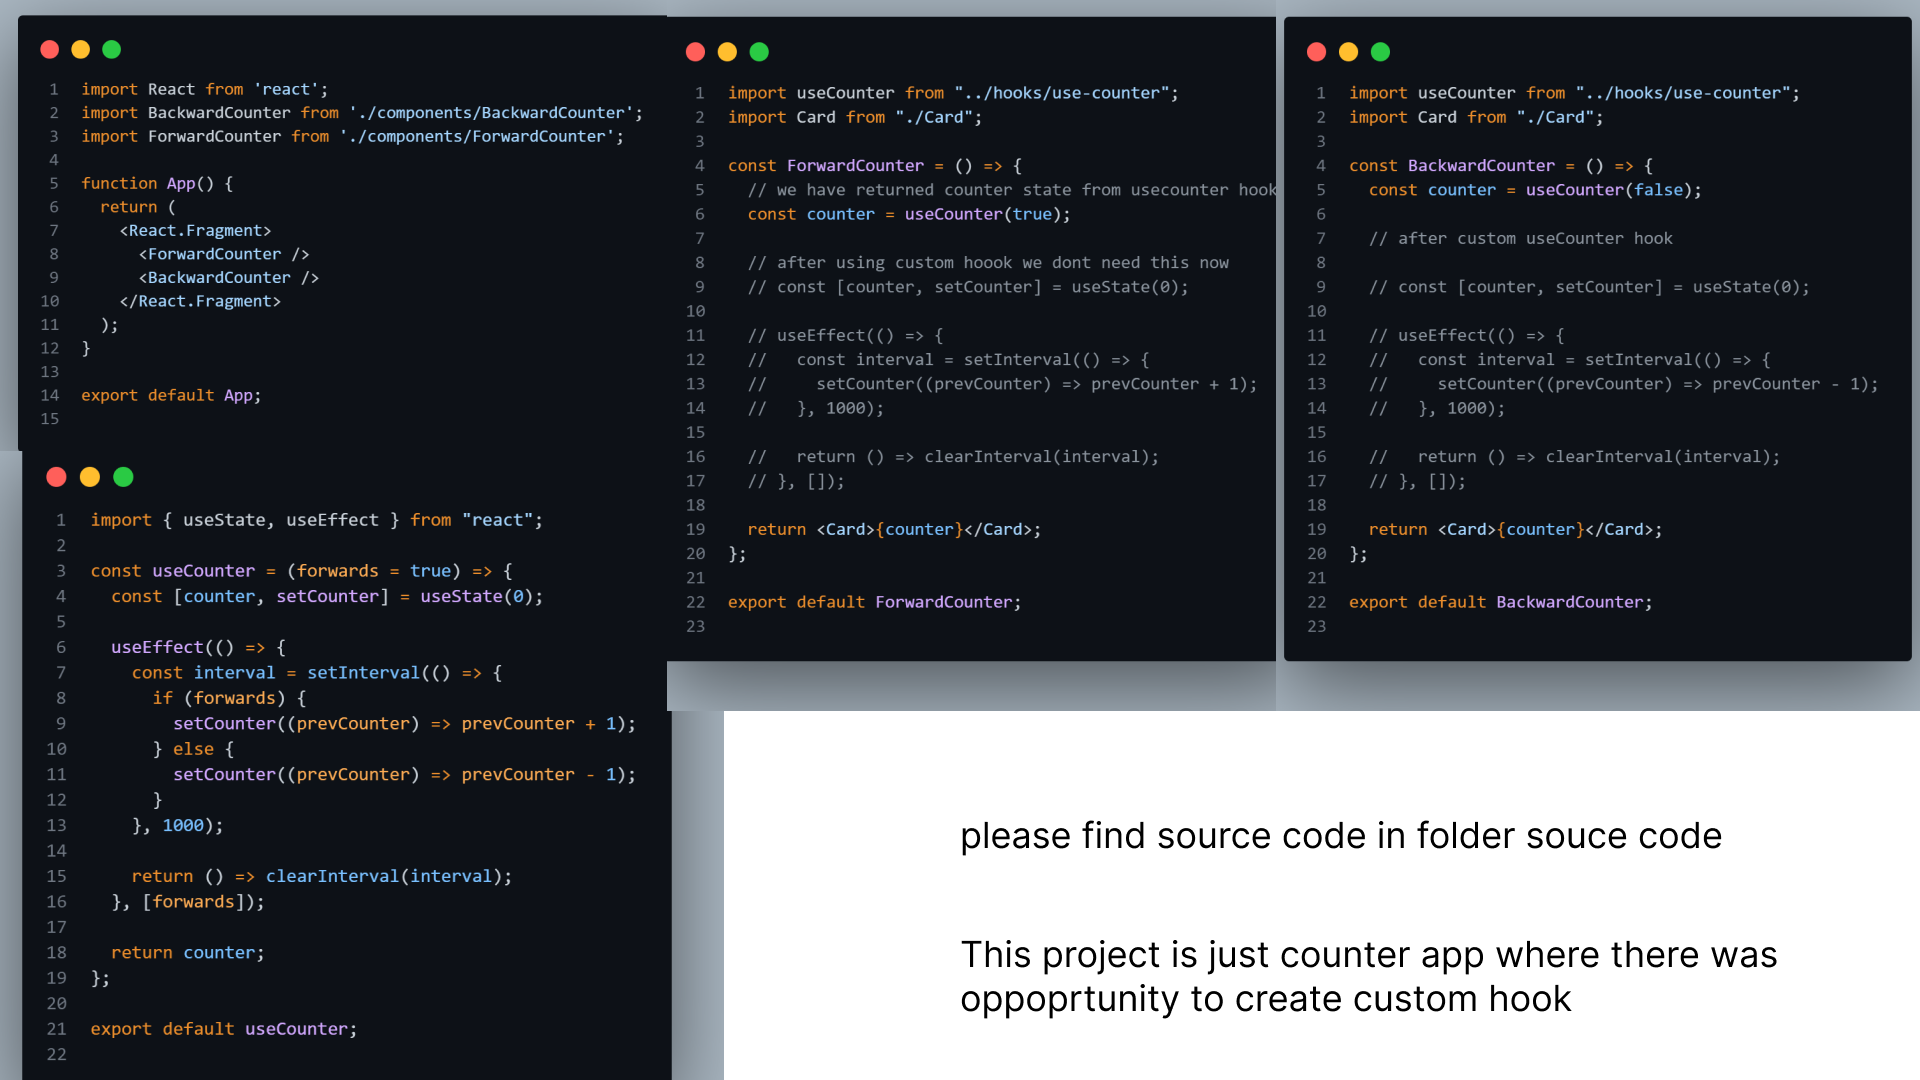 1 import React from 'react';
2 import BackwardCounter from './components/BackwardCounter';
3 import ForwardCounter from './components/ForwardCounter';
4
5 function App() {
6   return (
7     <React.Fragment>
8       <ForwardCounter />
9       <BackwardCounter />
10     </React.Fragment>
11   );
12 }
13
14 export default App;
15
1 import { useState, useEffect } from "react";
2
3 const useCounter = (forwards = true) => {
4   const [counter, setCounter] = useState(0);
5
6   useEffect(() => {
7     const interval = setInterval(() => {
8       if (forwards) {
9         setCounter((prevCounter) => prevCounter + 1);
10       } else {
11         setCounter((prevCounter) => prevCounter - 1);
12       }
13     }, 1000);
14
15     return () => clearInterval(interval);
16   }, [forwards]);
17
18   return counter;
19 };
20
21 export default useCounter;
22
1 import useCounter from "../hooks/use-counter";
2 import Card from "./Card";
3
4 const ForwardCounter = () => {
5   // we have returned counter state from usecounter hook
6   const counter = useCounter(true);
7
8   // after using custom hoook we dont need this now
9   // const [counter, setCounter] = useState(0);
10
11   // useEffect(() => {
12   //   const interval = setInterval(() => {
13   //     setCounter((prevCounter) => prevCounter + 1);
14   //   }, 1000);
15
16   //   return () => clearInterval(interval);
17   // }, []);
18
19   return <Card>{counter}</Card>;
20 };
21
22 export default ForwardCounter;
23
1 import useCounter from "../hooks/use-counter";
2 import Card from "./Card";
3
4 const BackwardCounter = () => {
5   const counter = useCounter(false);
6
7   // after custom useCounter hook
8
9   // const [counter, setCounter] = useState(0);
10
11   // useEffect(() => {
12   //   const interval = setInterval(() => {
13   //     setCounter((prevCounter) => prevCounter - 1);
14   //   }, 1000);
15
16   //   return () => clearInterval(interval);
17   // }, []);
18
19   return <Card>{counter}</Card>;
20 };
21
22 export default BackwardCounter;
23
please find source code in folder souce code
This project is just counter app where there was
oppoprtunity to create custom hook